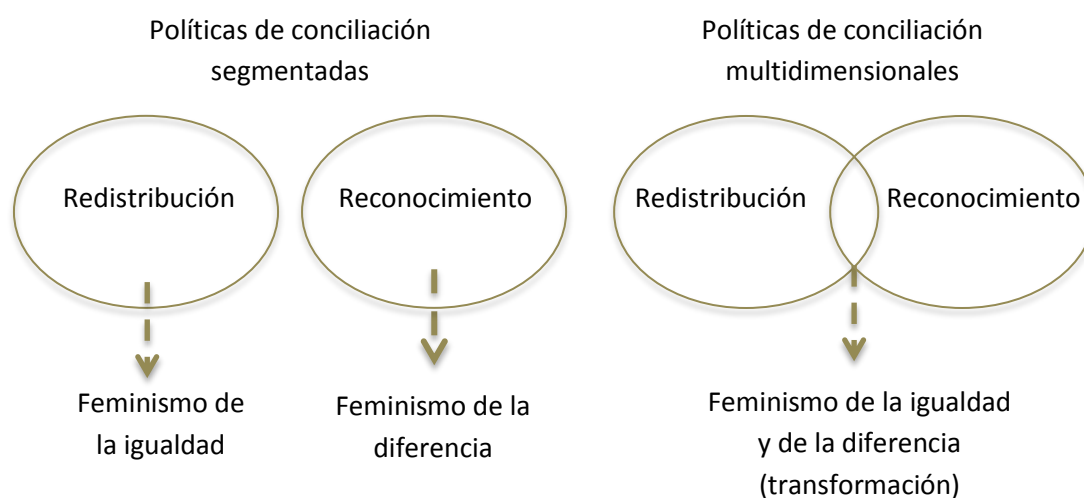 Políticas de conciliación
segmentadas
Políticas de conciliación
multidimensionales
Redistribución
Reconocimiento
Redistribución
Reconocimiento
Feminismo de
la igualdad
Feminismo de la
diferencia
Feminismo de la igualdad
y de la diferencia
(transformación)